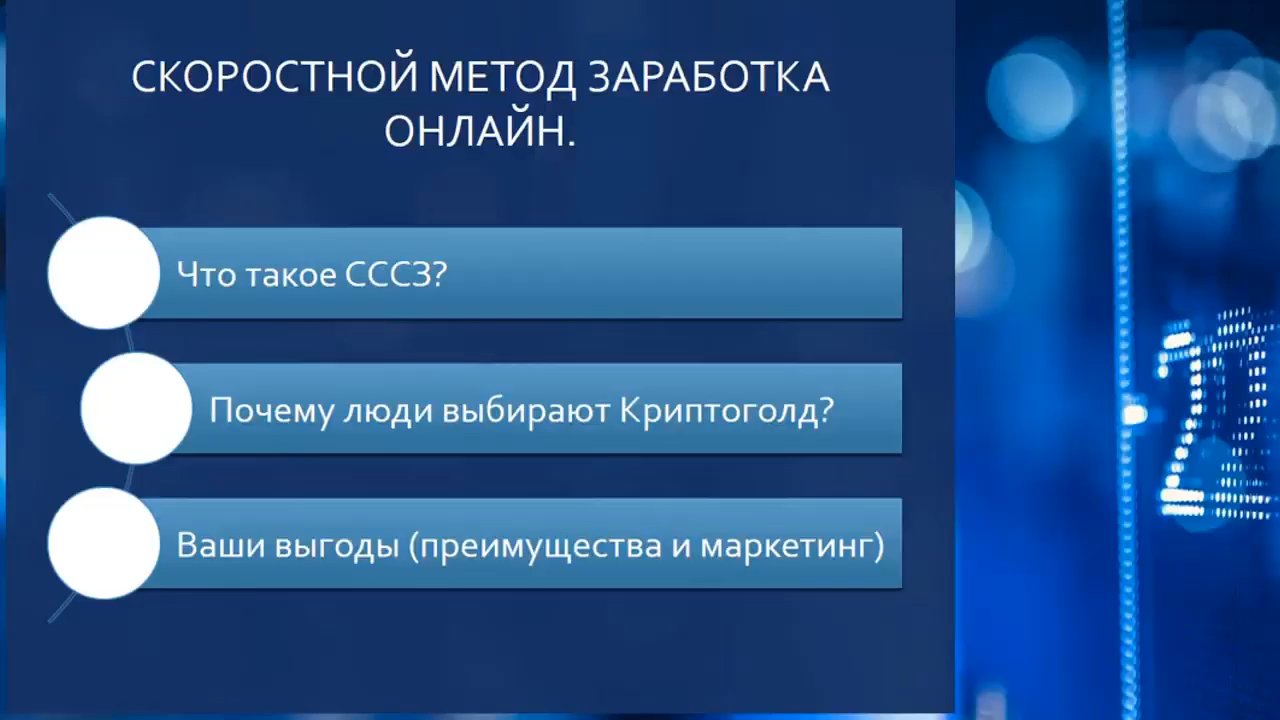 СКОРОСТНОЙ МЕТОД ЗАРАБОТКА
ОНЛАЙН.
Что такое СССЗ?
Почему люди выбирают Криптоголд?
Ваши выгоды (преимущества и маркетинг)